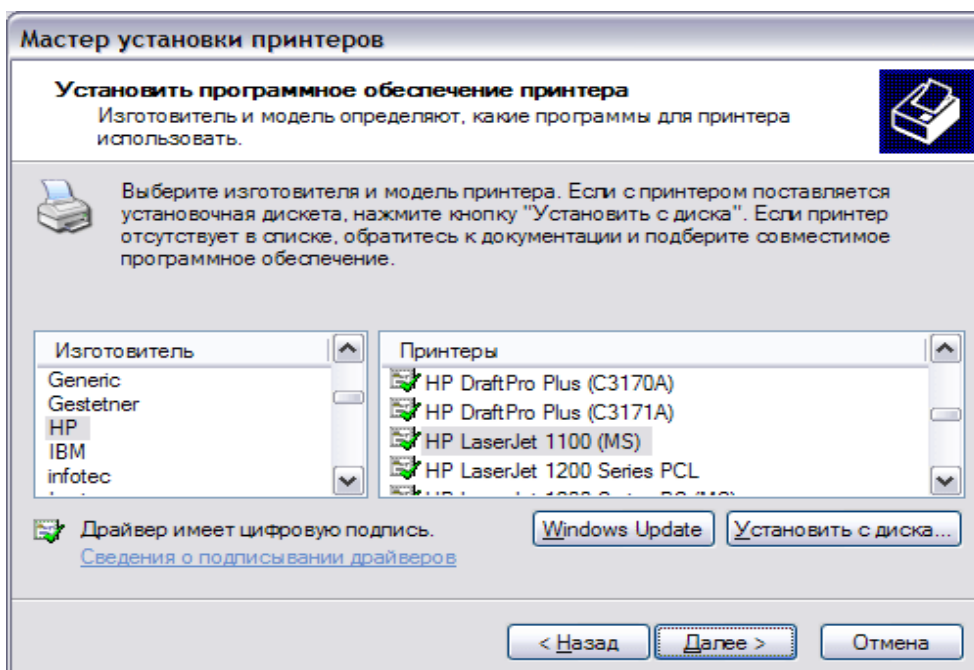 Мастер установки принтеров
Установить программное обеспечение принтера
Изготовитель и модель определяют, какие программы для принтера
использовать.
Выберите изготовителя и модель принтера. Если с принтером поставляется
установочная дискета, нажмите кнопку "Установить с диска". Если принтер
отсутствует в списке, обратитесь к документации и подберите совместимое
программное обеспечение.
Изготовитель
Generic
Gestetner
HP
IBM
infotec
Принтеры
HP DraftPro Plus (C3170A)
HP DraftPro Plus (C3171A)
HP LaserJet 1100 (MS)
HP LaserJet 1200 Series PCL
Драйвер имеет цифровую подпись.
Сведения о подписывании драйверов
Windows Update
Установить с диска...
< Назад
Далее >
Отмена